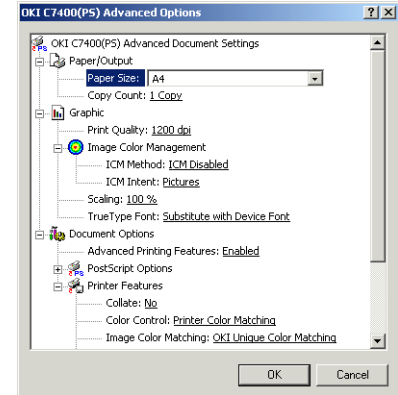 OKI C7400(PS) Advanced Options
OKI C7400(PS) Advanced Document Settings
Paper/Output
Paper Size: A4
Copy Count: 1 Copy
Graphic
Print Quality: 1200 dpi
Image Color Management
ICM Method: ICM Disabled
ICM Intent: Pictures
Scaling: 100 %
TrueType Font: Substitute with Device Font
Document Options
Advanced Printing Features: Enabled
PostScript Options
Printer Features
Collate: No
Color Control: Printer Color Matching
Image Color Matching: OKI Unique Color Matching
OK Cancel